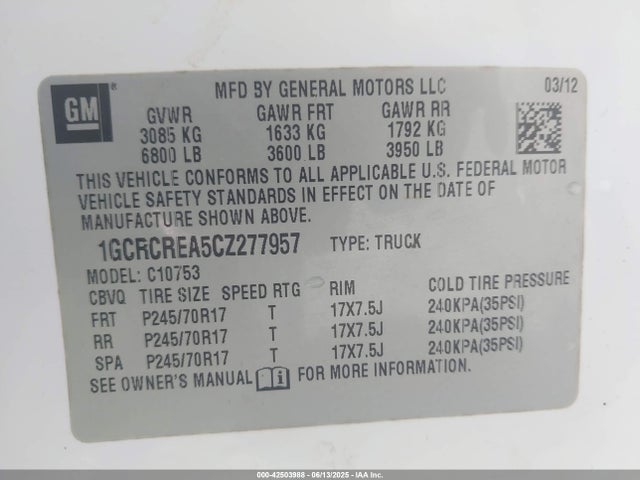 GM ®
MFD BY GENERAL MOTORS LLC 03/12
GVWR GAWR FRT GAWR RR
3085 KG 1633 KG 1792 KG
6800 LB 3600 LB 3950 LB
THIS VEHICLE CONFORMS TO ALL APPLICABLE U.S. FEDERAL MOTOR
VEHICLE SAFETY STANDARDS IN EFFECT ON THE DATE OF
MANUFACTURE SHOWN ABOVE.
1GCRCREA5CZ277957 TYPE: TRUCK
MODEL: C10753
CBVQ TIRE SIZE SPEED RTG RIM COLD TIRE PRESSURE
FRT P245/70R17 T 17X7.5J 240KPA(35PSI)
RR P245/70R17 T 17X7.5J 240KPA(35PSI)
SPA P245/70R17 T 17X7.5J 240KPA(35PSI)
SEE OWNER'S MANUAL i FOR MORE INFORMATION.
000-42503988 - 06/13/2025 - IAAI, Inc.